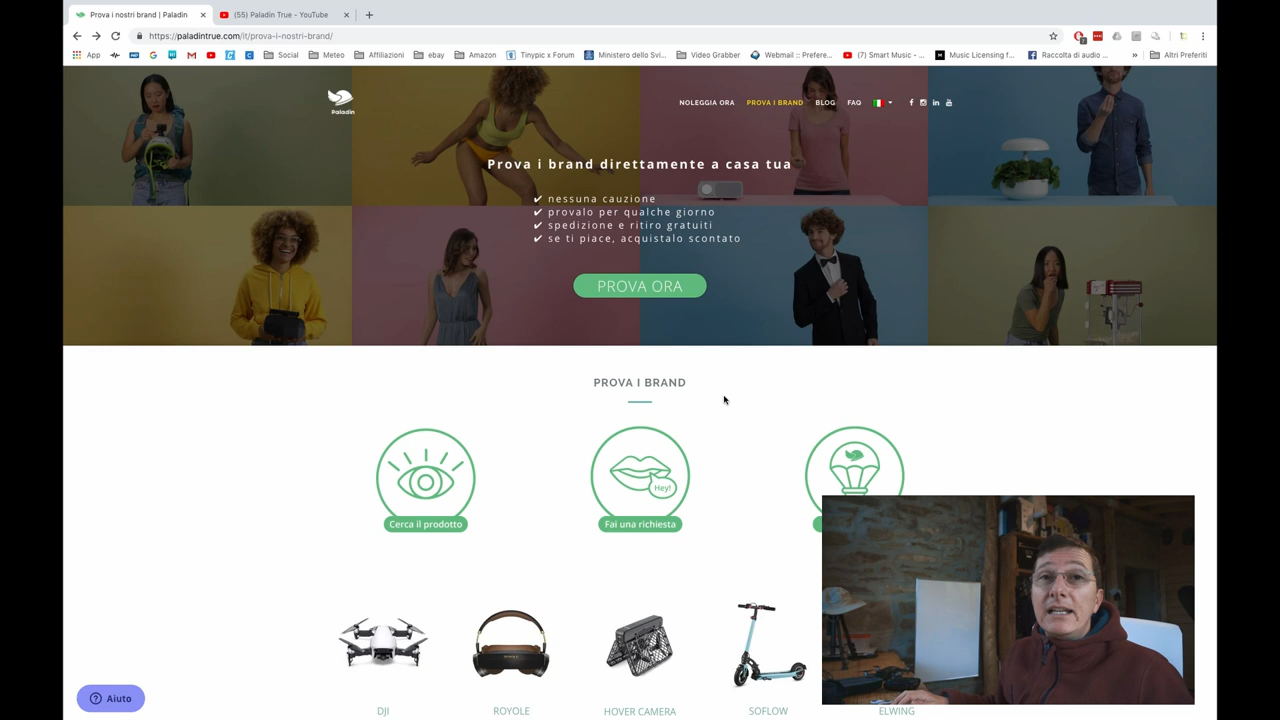 Prova i nostri brand | Paladin
(55) Paladin True - YouTube
https://paladintrue.com/it/prova-i-nostri-brand/
App
Social
Meteo
Affiliazioni
ebay
Amazon
Tinypic x Forum
Ministero dello Svi...
Video Grabber
Webmail :: Prefere...
(7) Smart Music - ...
Music Licensing f...
Raccolta di audio ...
»
Altri Preferiti
Paladin
NOLEGGIA ORA
PROVA I BRAND
BLOG
FAQ
Prova i brand direttamente a casa tua
✔ nessuna cauzione
✔ provalo per qualche giorno
✔ spedizione e ritiro gratuiti
✔ se ti piace, acquistalo scontato
PROVA ORA
PROVA I BRAND
Hey!
Cerca il prodotto
Fai una richiesta
DJI
ROYOLE
HOVER CAMERA
SOFLOW
ELWING
Aiuto